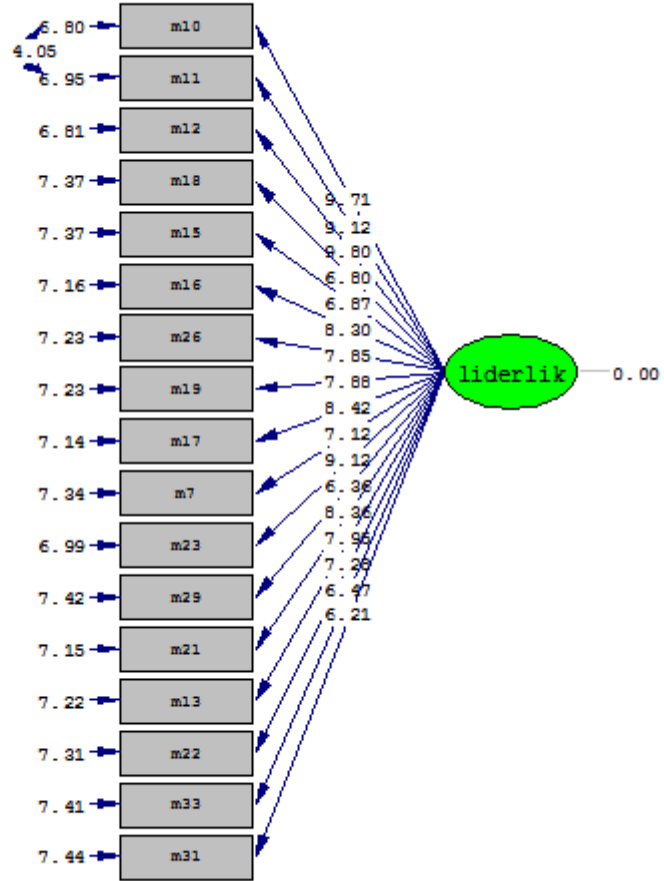 6.80 m10
4.05
6.95 m11
6.81 m12
7.37 m18
7.37 m15
7.16 m16
7.23 m26
7.23 m19
7.14 m17
7.34 m7
6.99 m23
7.42 m29
7.15 m21
7.22 m13
7.31 m22
7.41 m33
7.44 m31
9.71
9.12
9.80
6.80
6.87
8.30
7.85
7.88
8.42
7.12
9.12
6.36
8.36
7.95
7.28
6.47
6.21
liderlik 0.00